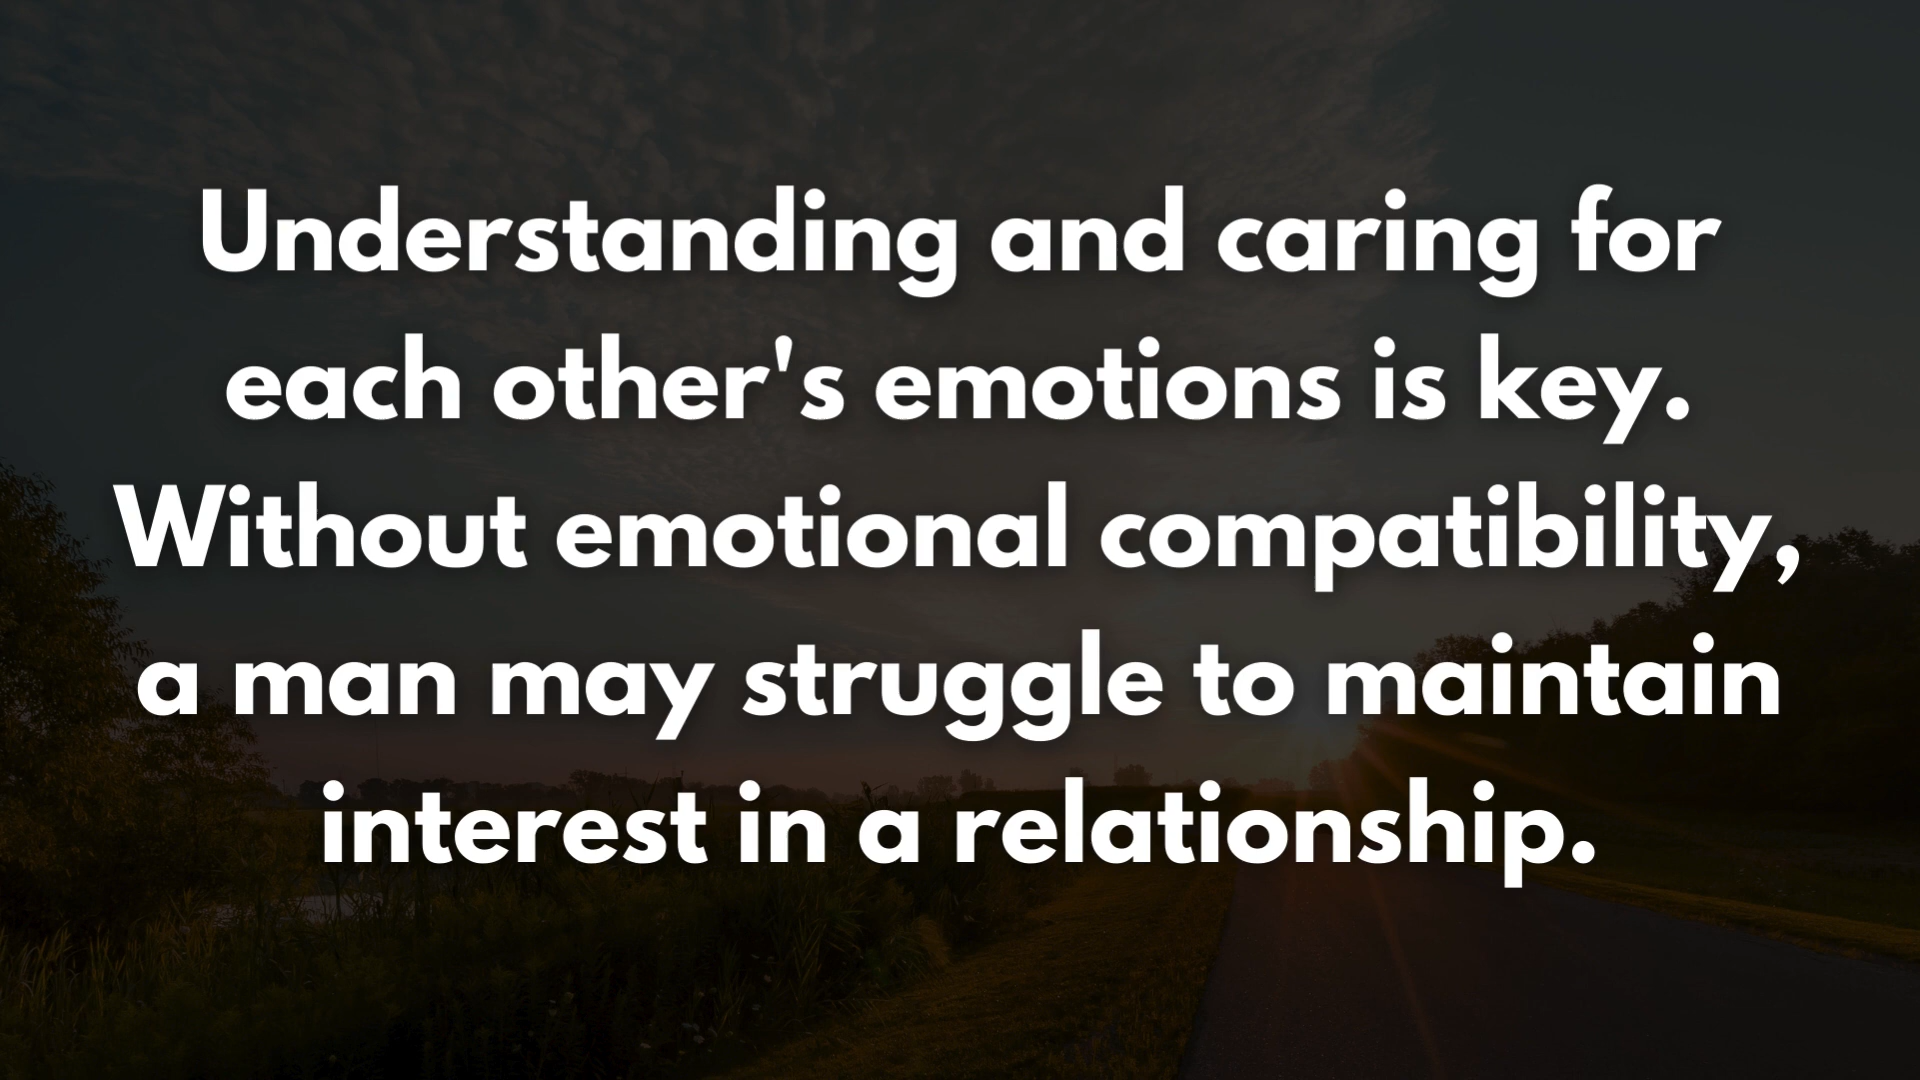 Understanding and caring for
each other's emotions is key.
Without emotional compatibility,
a man may struggle to maintain
interest in a relationship.